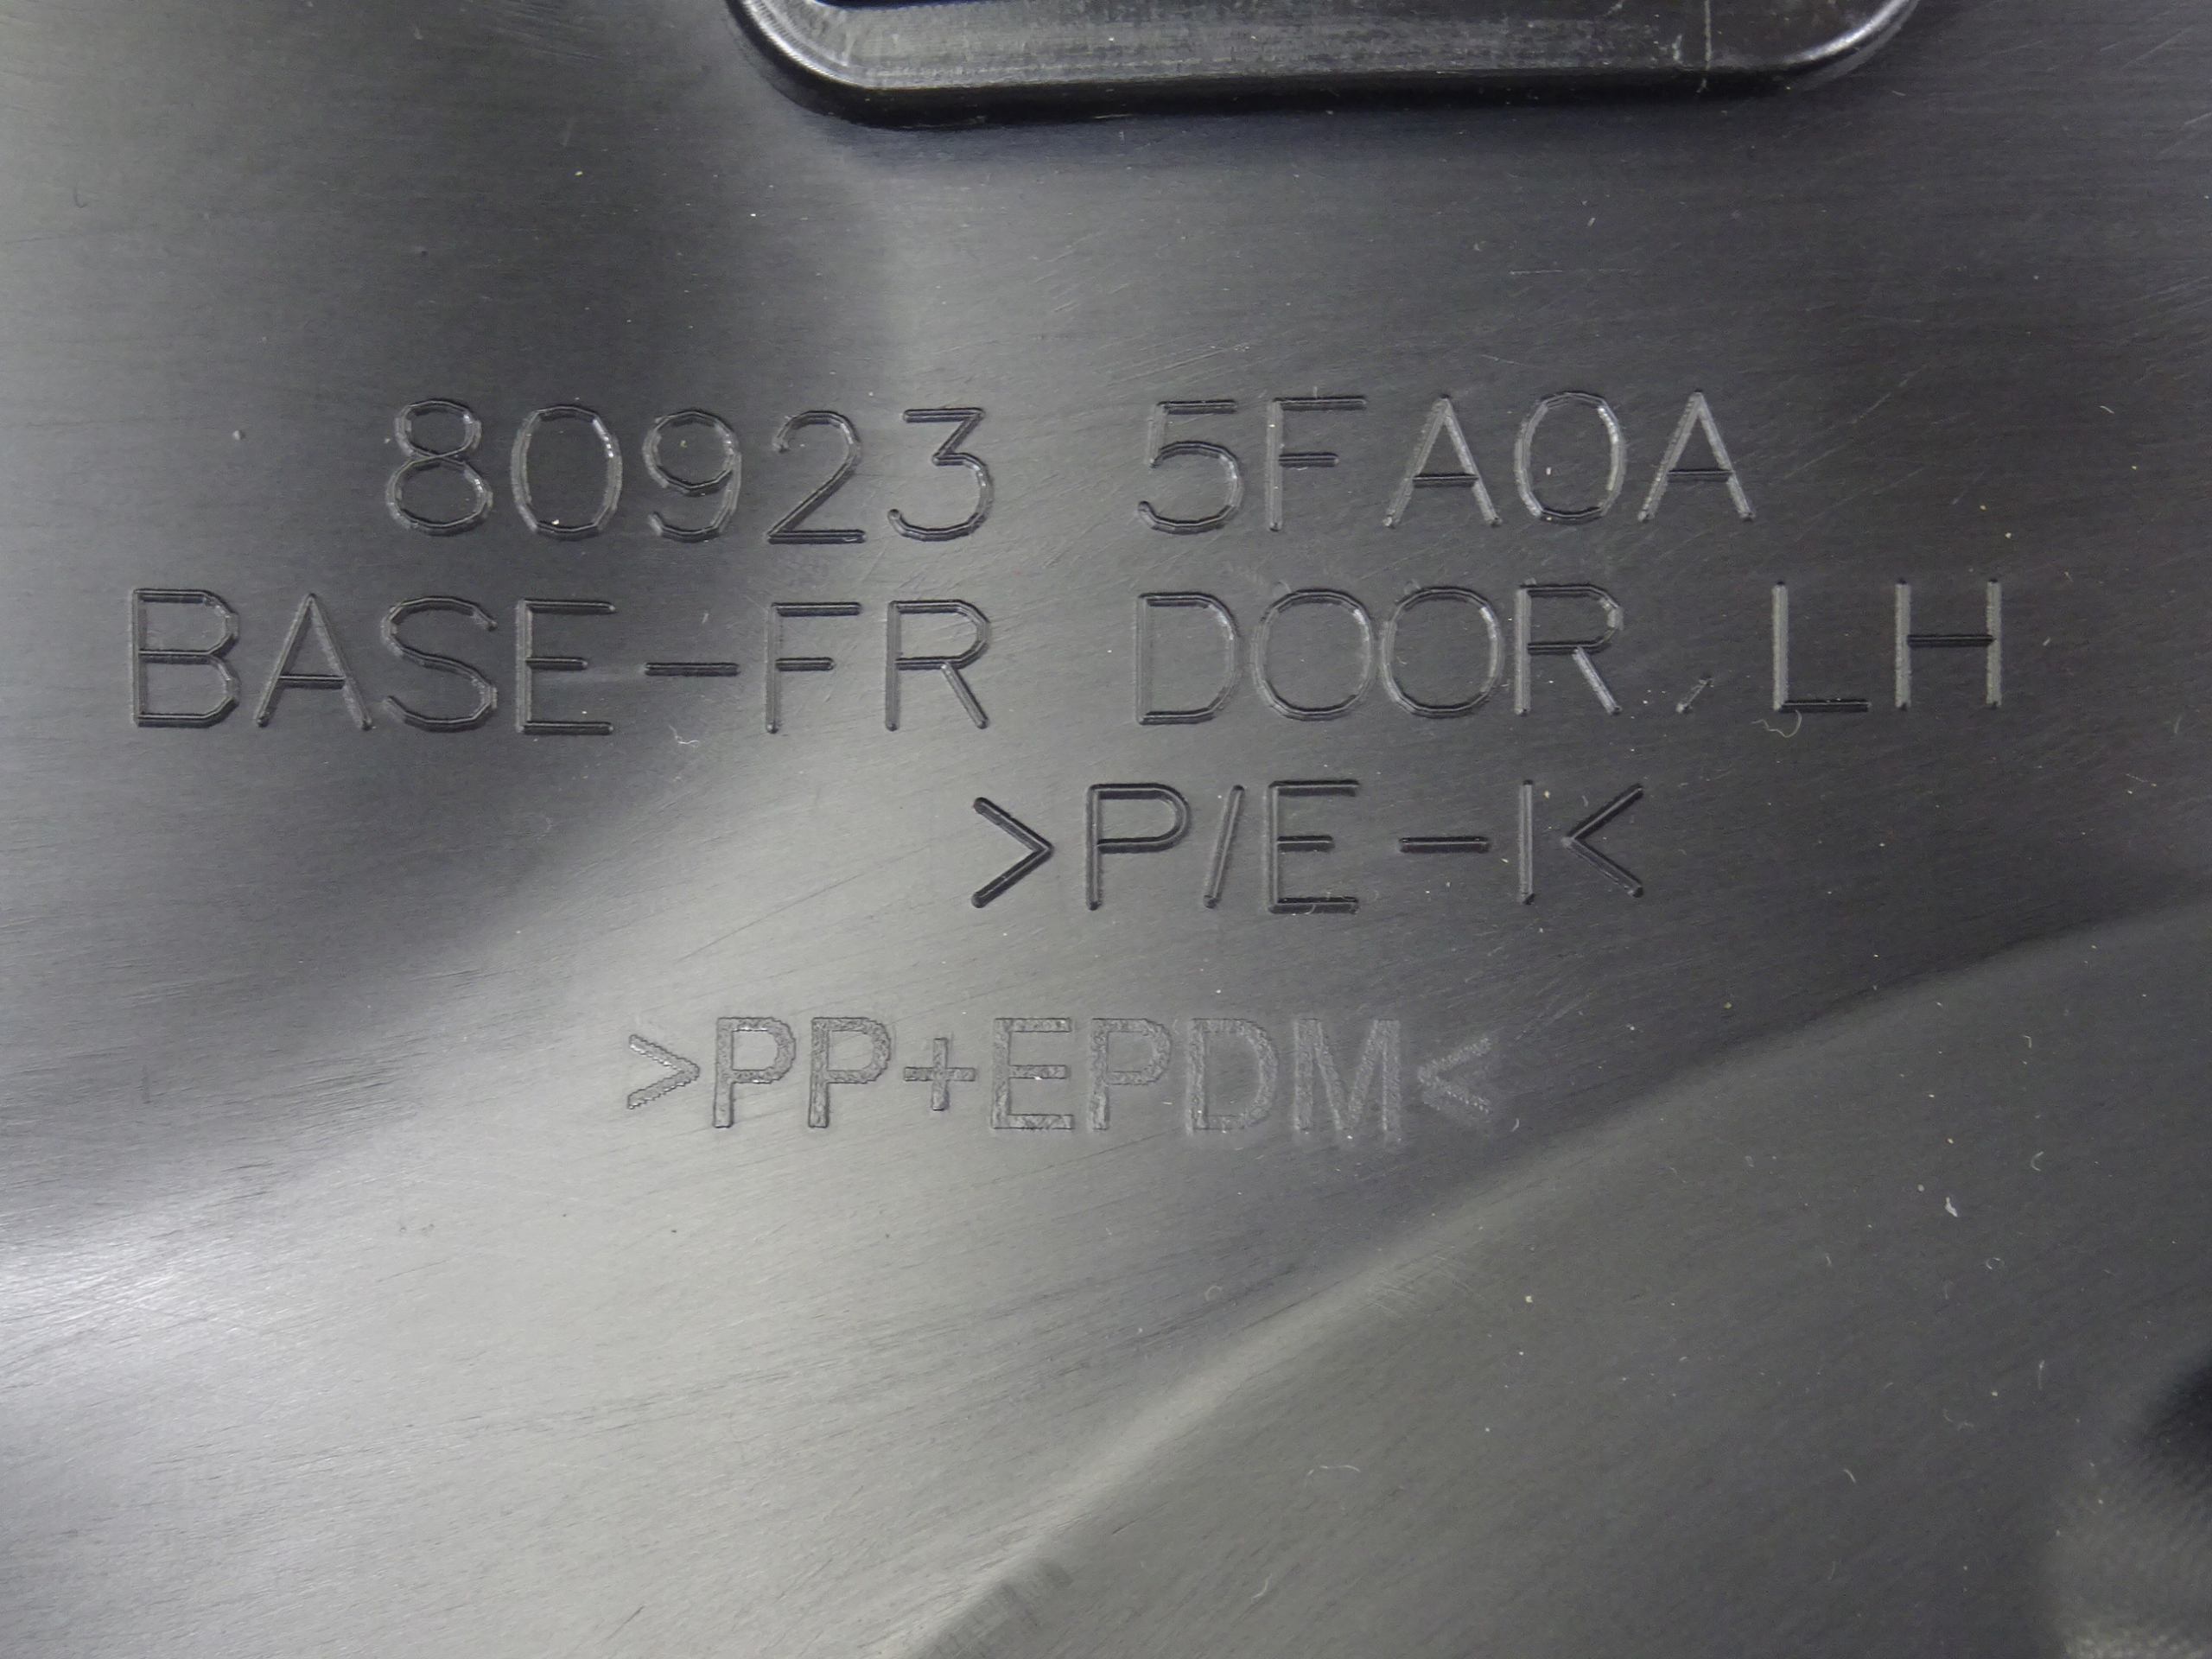 80923 5FA0A
BASE-FR DOOR,LH
>P/E-I<
>PP+EPDM<